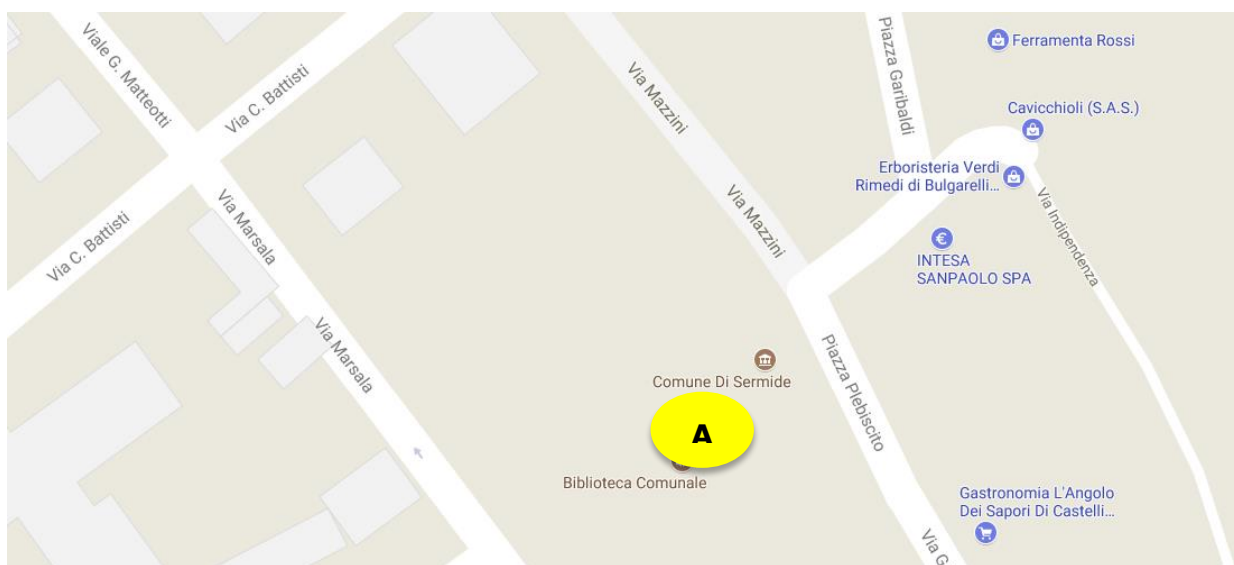 Viale G. Matteotti
Via C. Battisti
Via Mazzini
Piazza Garibaldi
Ferramenta Rossi
Cavicchioli (S.A.S.)
Erboristeria Verdi
Rimedi di Bulgarelli...
Via Mazzini
Via Marsala
Via C. Battisti
Via Indipendenza
€
INTESA
SANPAOLO SPA
Via Marsala
Piazza Plebiscito
Comune Di Sermide
A
Biblioteca Comunale
Gastronomia L'Angolo
Dei Sapori Di Castelli...
Via G